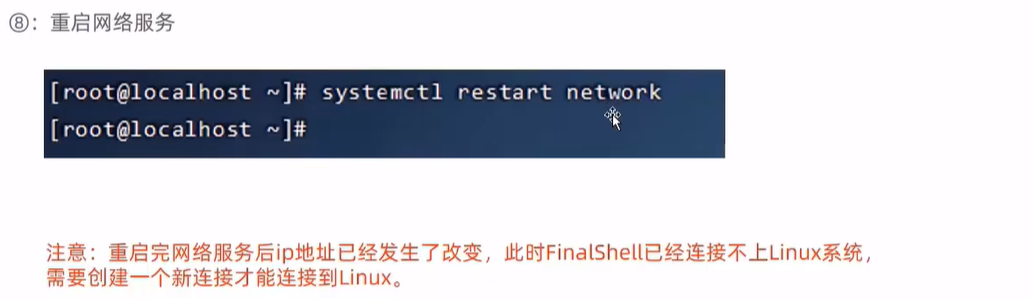 ⑧：重启网络服务
[root@localhost ~]# systemctl restart network
[root@localhost ~]#
注意：重启完网络服务后ip地址已经发生了改变，此时FinalShell已经连接不上Linux系统，
需要创建一个新连接才能连接到Linux。